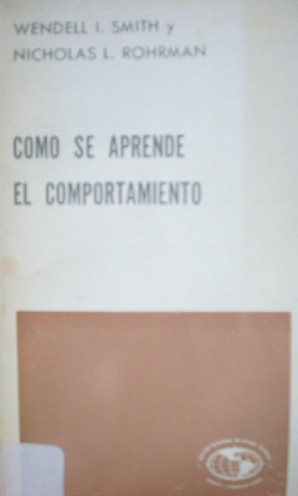 WENDELL I. SMITH y
NICHOLAS L. ROHRMAN
COMO SE APRENDE
EL COMPORTAMIENTO